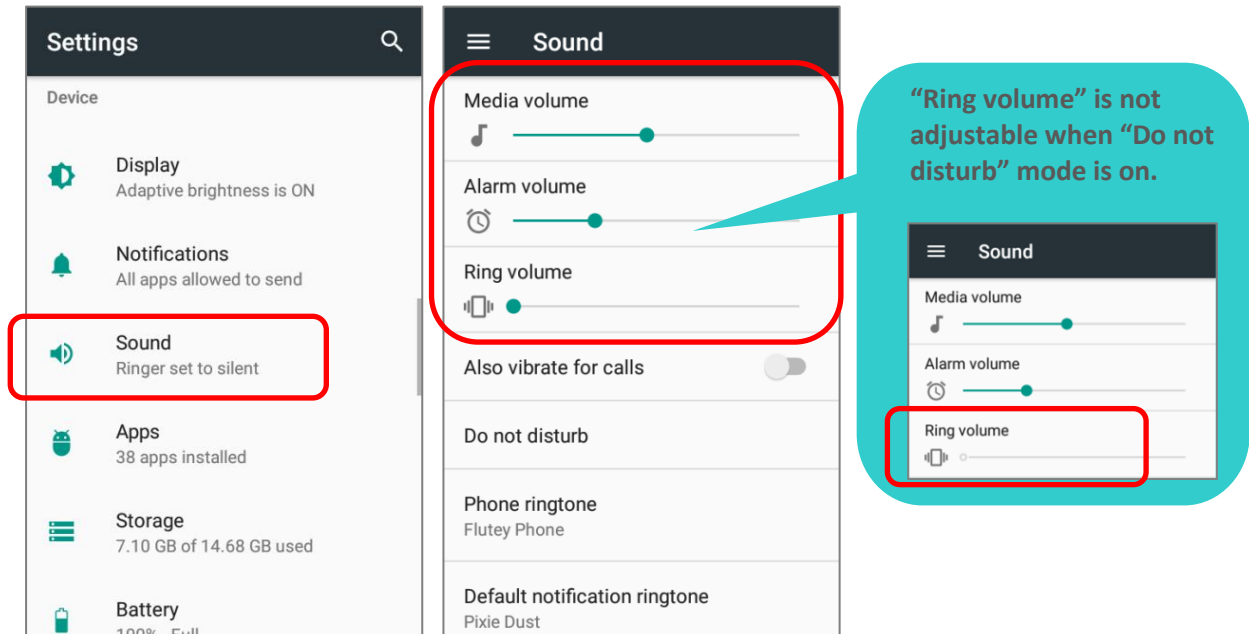 Settings
Device
Display
Adaptive brightness is ON
Notifications
All apps allowed to send
Sound
Ringer set to silent
Apps
38 apps installed
Storage
7.10 GB of 14.68 GB used
Battery
100% - Full
Sound
Media volume
Alarm volume
Ring volume
Also vibrate for calls
Do not disturb
Phone ringtone
Flutey Phone
Default notification ringtone
Pixie Dust
“Ring volume” is not
adjustable when “Do not
disturb” mode is on.
Sound
Media volume
Alarm volume
Ring volume